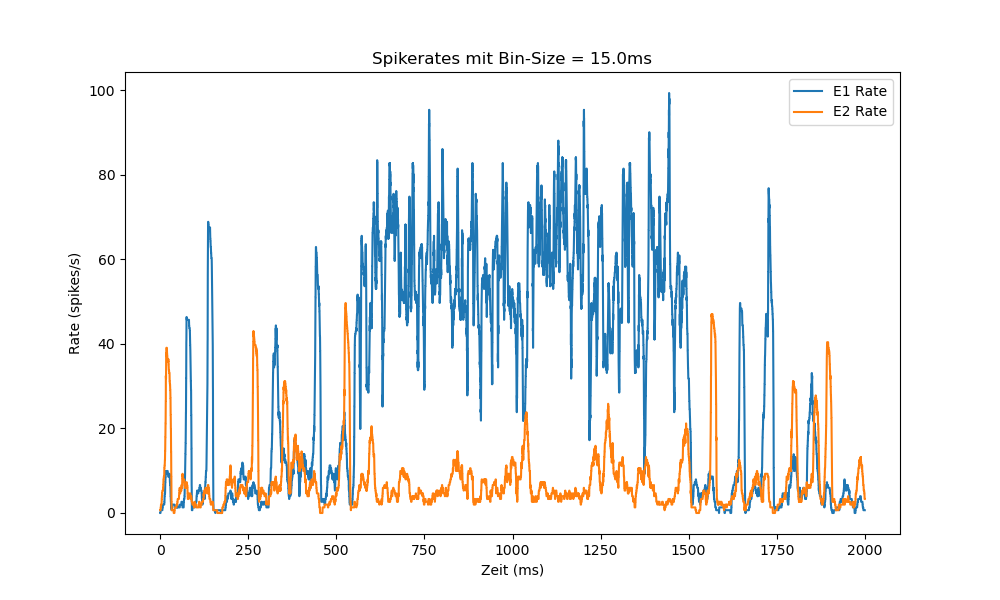 Spikerates mit Bin-Size = 15.0ms
E1 Rate
E2 Rate
Rate (spikes/s)
100
80
60
40
20
0
0 250 500 750 1000 1250 1500 1750 2000
Zeit (ms)